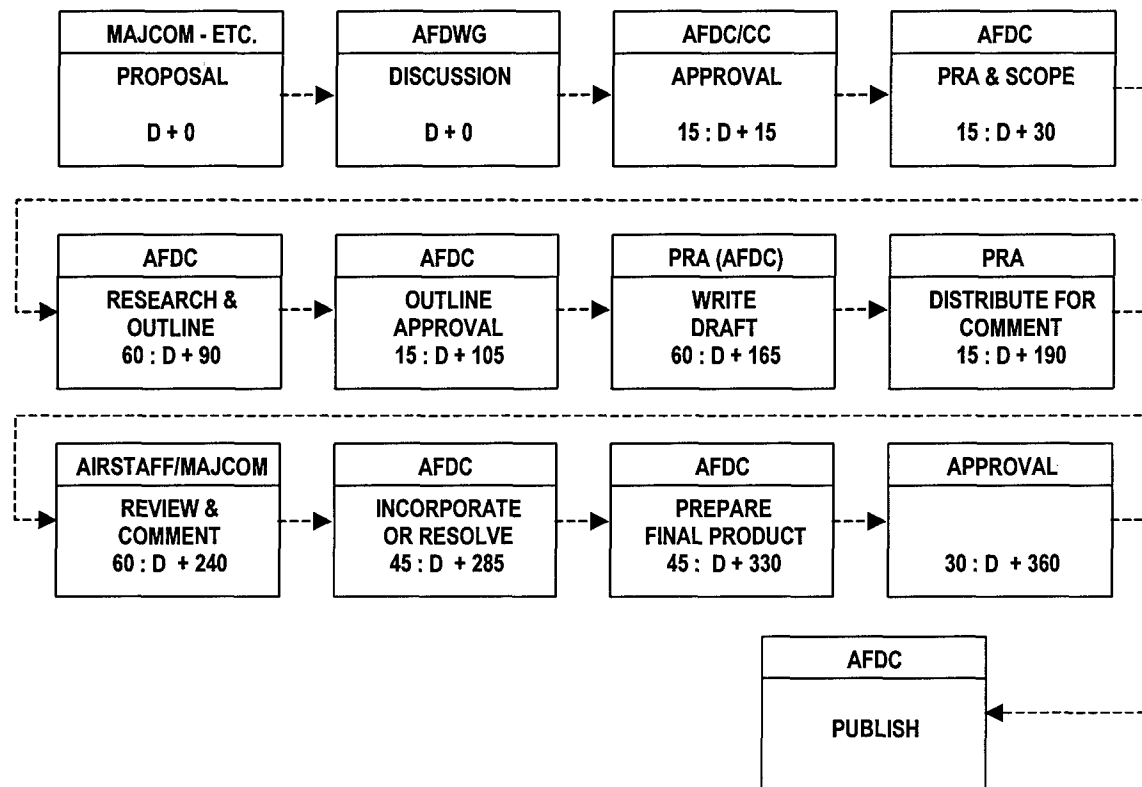 MAJCOM - ETC.
PROPOSAL
D + 0
AFDWG
DISCUSSION
D + 0
AFDC/CC
APPROVAL
15 : D + 15
AFDC
PRA & SCOPE
15 : D + 30
AFDC
RESEARCH &
OUTLINE
60 : D + 90
AFDC
OUTLINE
APPROVAL
15 : D + 105
PRA (AFDC)
WRITE
DRAFT
60 : D + 165
PRA
DISTRIBUTE FOR
COMMENT
15 : D + 190
AIRSTAFF/MAJCOM
REVIEW &
COMMENT
60 : D + 240
AFDC
INCORPORATE
OR RESOLVE
45 : D + 285
AFDC
PREPARE
FINAL PRODUCT
45 : D + 330
APPROVAL
30 : D + 360
AFDC
PUBLISH